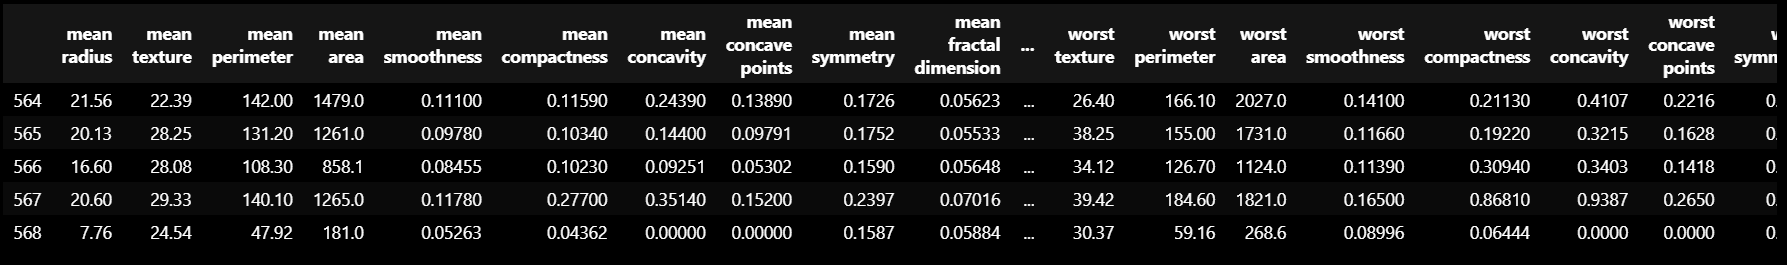 mean radius mean texture mean perimeter mean area mean smoothness mean compactness mean concavity mean concave points mean symmetry mean fractal dimension ... worst texture worst perimeter worst area worst smoothness worst compactness worst concavity worst concave points
564 21.56 22.39 142.00 1479.0 0.11100 0.11590 0.24390 0.13890 0.1726 0.05623 ... 26.40 166.10 2027.0 0.14100 0.21130 0.4107 0.2216 0.
565 20.13 28.25 131.20 1261.0 0.09780 0.10340 0.14400 0.09791 0.1752 0.05533 ... 38.25 155.00 1731.0 0.11660 0.19220 0.3215 0.1628 0.
566 16.60 28.08 108.30 858.1 0.08455 0.10230 0.09251 0.05302 0.1590 0.05648 ... 34.12 126.70 1124.0 0.11390 0.30940 0.3403 0.1418 0.
567 20.60 29.33 140.10 1265.0 0.11780 0.27700 0.35140 0.15200 0.2397 0.07016 ... 39.42 184.60 1821.0 0.16500 0.86810 0.9387 0.2650 0.
568 7.76 24.54 47.92 181.0 0.05263 0.04362 0.00000 0.00000 0.1587 0.05884 ... 30.37 59.16 268.6 0.08996 0.06444 0.0000 0.0000 0.